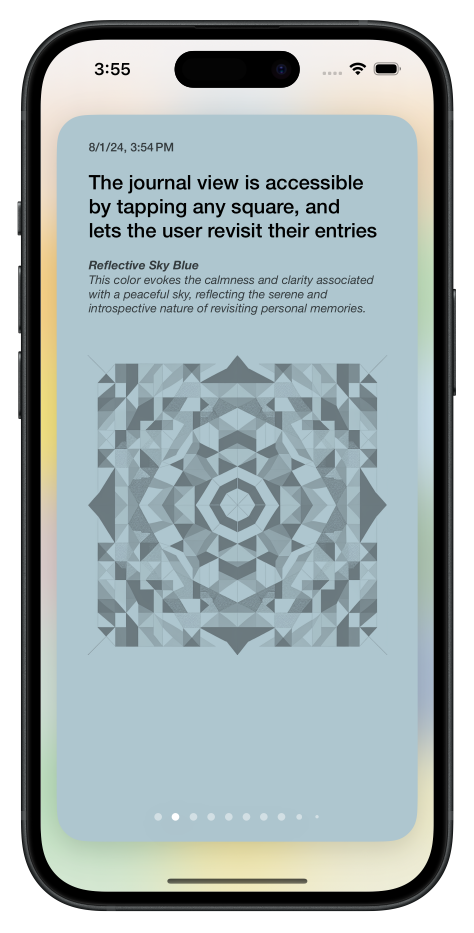 3:55
8/1/24, 3:54 PM
The journal view is accessible
by tapping any square, and
lets the user revisit their entries
Reflective Sky Blue
This color evokes the calmness and clarity associated
with a peaceful sky, reflecting the serene and
introspective nature of revisiting personal memories.